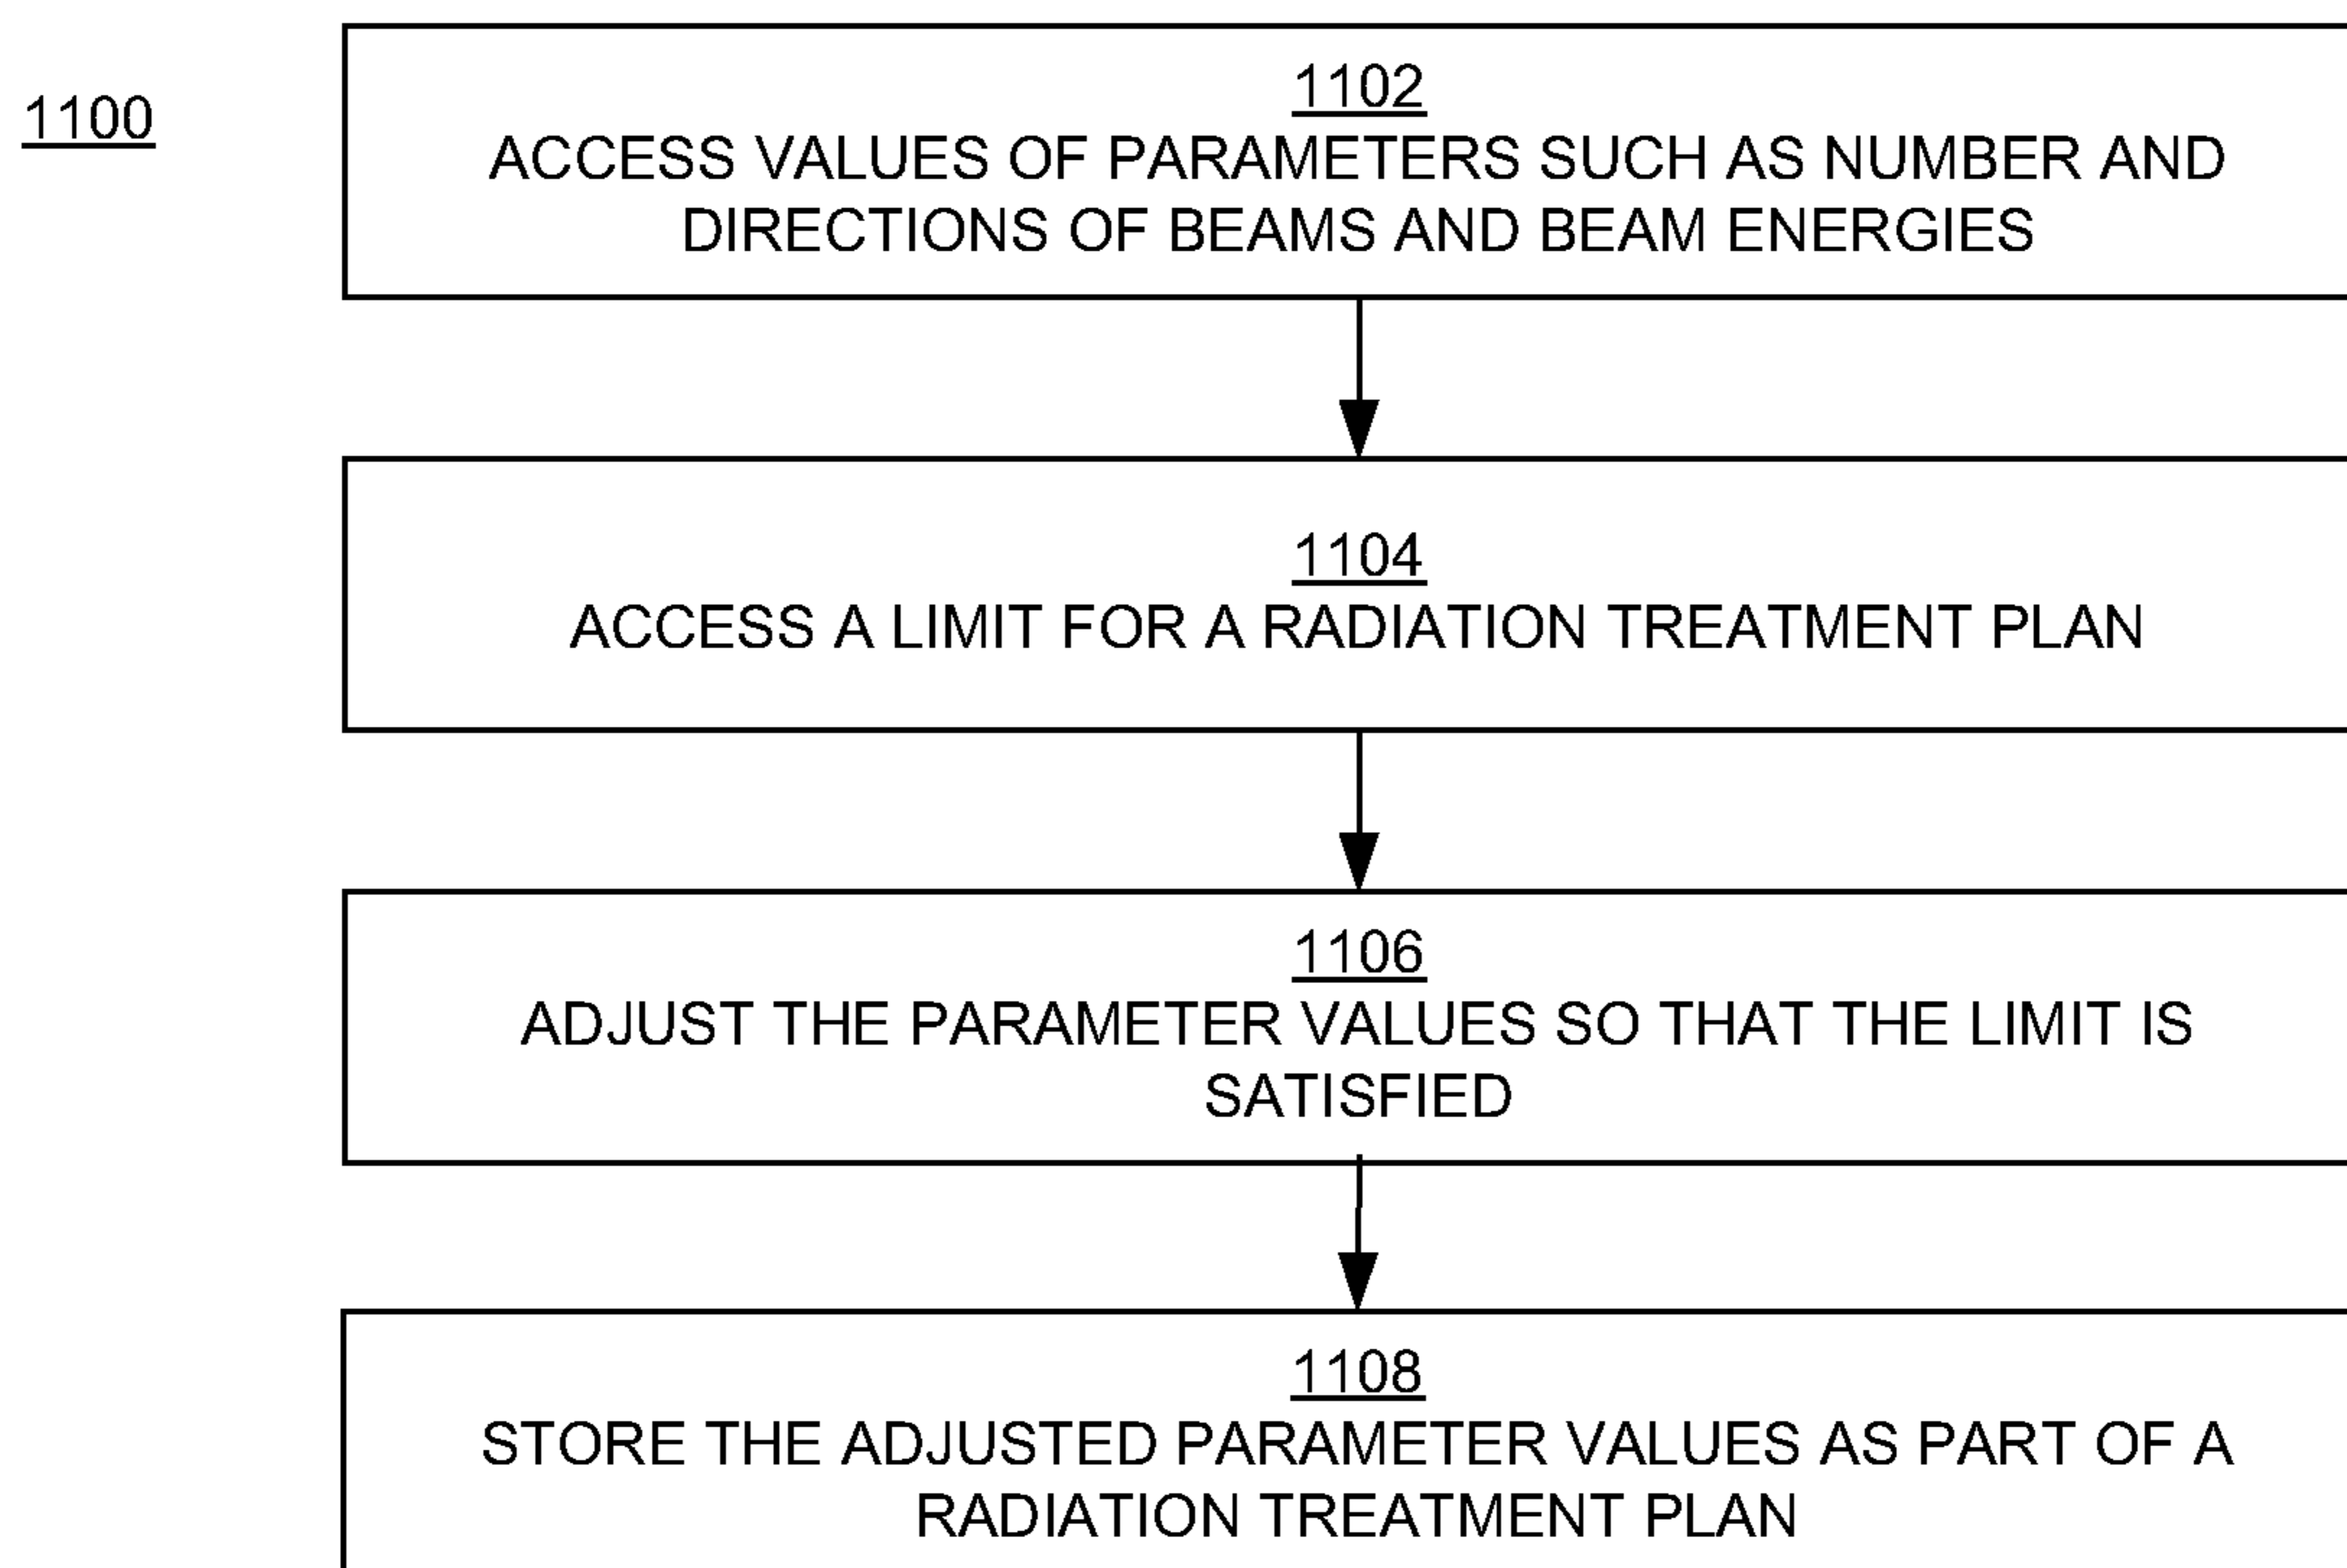 1100
1102
ACCESS VALUES OF PARAMETERS SUCH AS NUMBER AND
DIRECTIONS OF BEAMS AND BEAM ENERGIES
1104
ACCESS A LIMIT FOR A RADIATION TREATMENT PLAN
1106
ADJUST THE PARAMETER VALUES SO THAT THE LIMIT IS
SATISFIED
1108
STORE THE ADJUSTED PARAMETER VALUES AS PART OF A
RADIATION TREATMENT PLAN